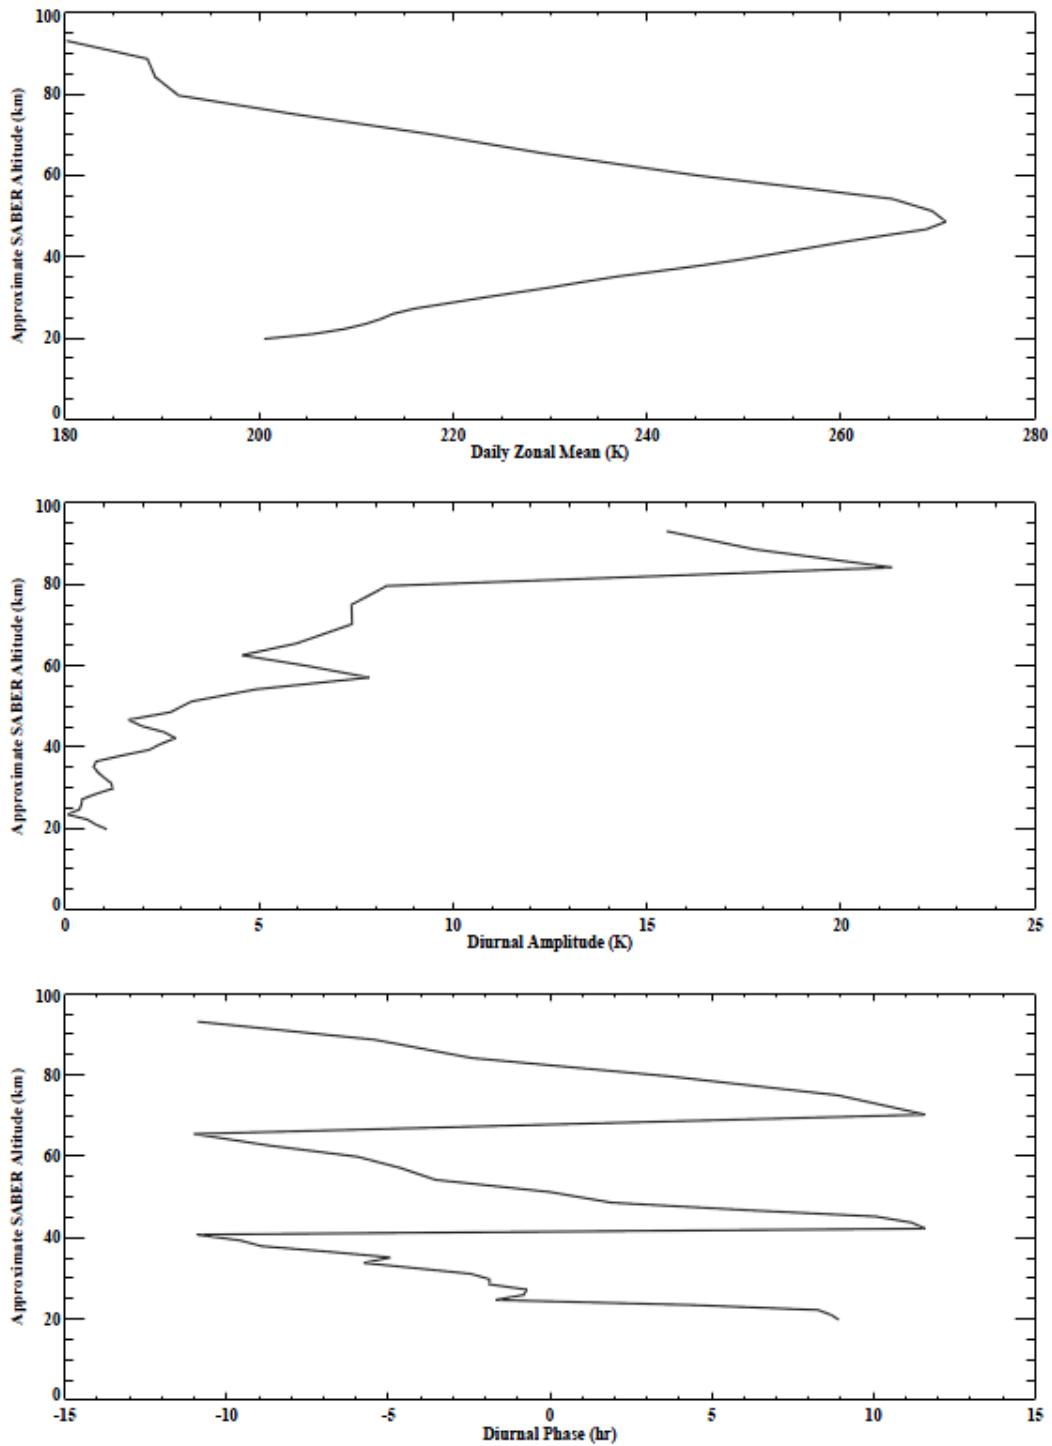 100
80
60
40
20
0
Approximate SABER Altitude (km)
180 200 220 240 260 280
Daily Zonal Mean (K)
100
80
60
40
20
0
Approximate SABER Altitude (km)
0 5 10 15 20 25
Diurnal Amplitude (K)
100
80
60
40
20
0
Approximate SABER Altitude (km)
-15 -10 -5 0 5 10 15
Diurnal Phase (hr)